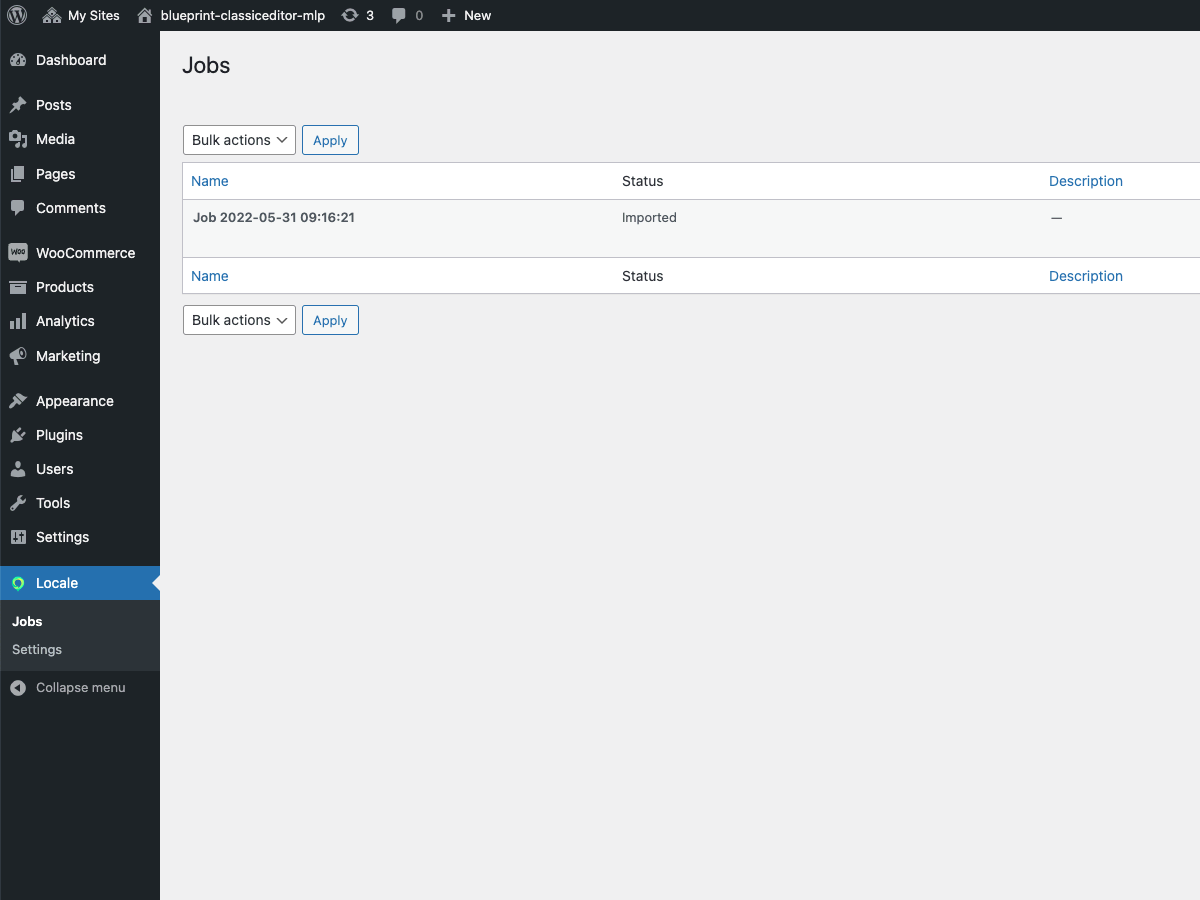 My Sites blueprint-classiceditor-mlp 3 0 New
Dashboard
Posts
Media
Pages
Comments
Woo WooCommerce
Products
Analytics
Marketing
Appearance
Plugins
Users
Tools
Settings
Locale
Jobs
Settings
Collapse menu
Jobs
Bulk actions Apply
Name Status Description
Job 2022-05-31 09:16:21 Imported —
Name Status Description
Bulk actions Apply